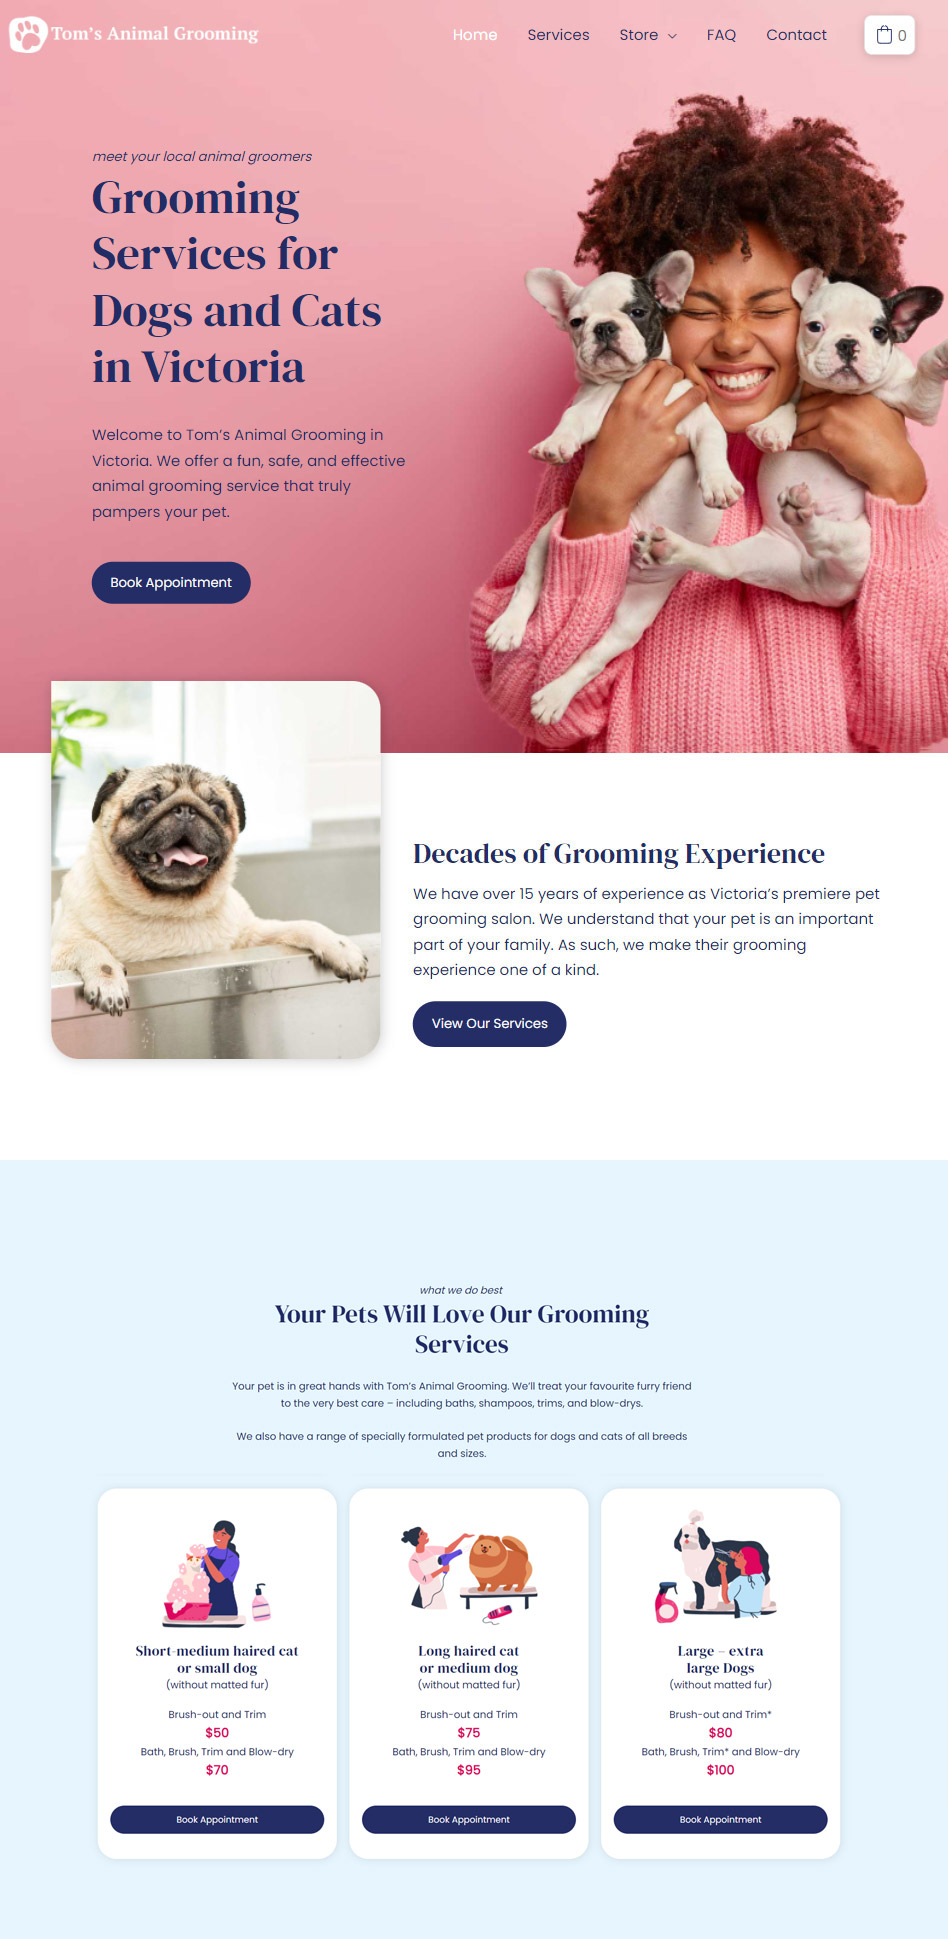 Tom's Animal Grooming
Home Services Store FAQ Contact 0
meet your local animal groomers
Grooming
Services for
Dogs and Cats
in Victoria
Welcome to Tom's Animal Grooming in
Victoria. We offer a fun, safe, and effective
animal grooming service that truly
pampers your pet.
Book Appointment
Decades of Grooming Experience
We have over 15 years of experience as Victoria's premiere pet
grooming salon. We understand that your pet is an important
part of your family. As such, we make their grooming
experience one of a kind.
View Our Services
what we do best
Your Pets Will Love Our Grooming
Services
Your pet is in great hands with Tom's Animal Grooming. We'll treat your favourite furry friend
to the very best care – including baths, shampoos, trims, and blow-drys.
We also have a range of specially formulated pet products for dogs and cats of all breeds
and sizes.
Short-medium haired cat
or small dog
(without matted fur)
Brush-out and Trim
$50
Bath, Brush, Trim and Blow-dry
$70
Book Appointment
Long haired cat
or medium dog
(without matted fur)
Brush-out and Trim
$75
Bath, Brush, Trim and Blow-dry
$95
Book Appointment
Large – extra
large Dogs
(without matted fur)
Brush-out and Trim*
$80
Bath, Brush, Trim* and Blow-dry
$100
Book Appointment